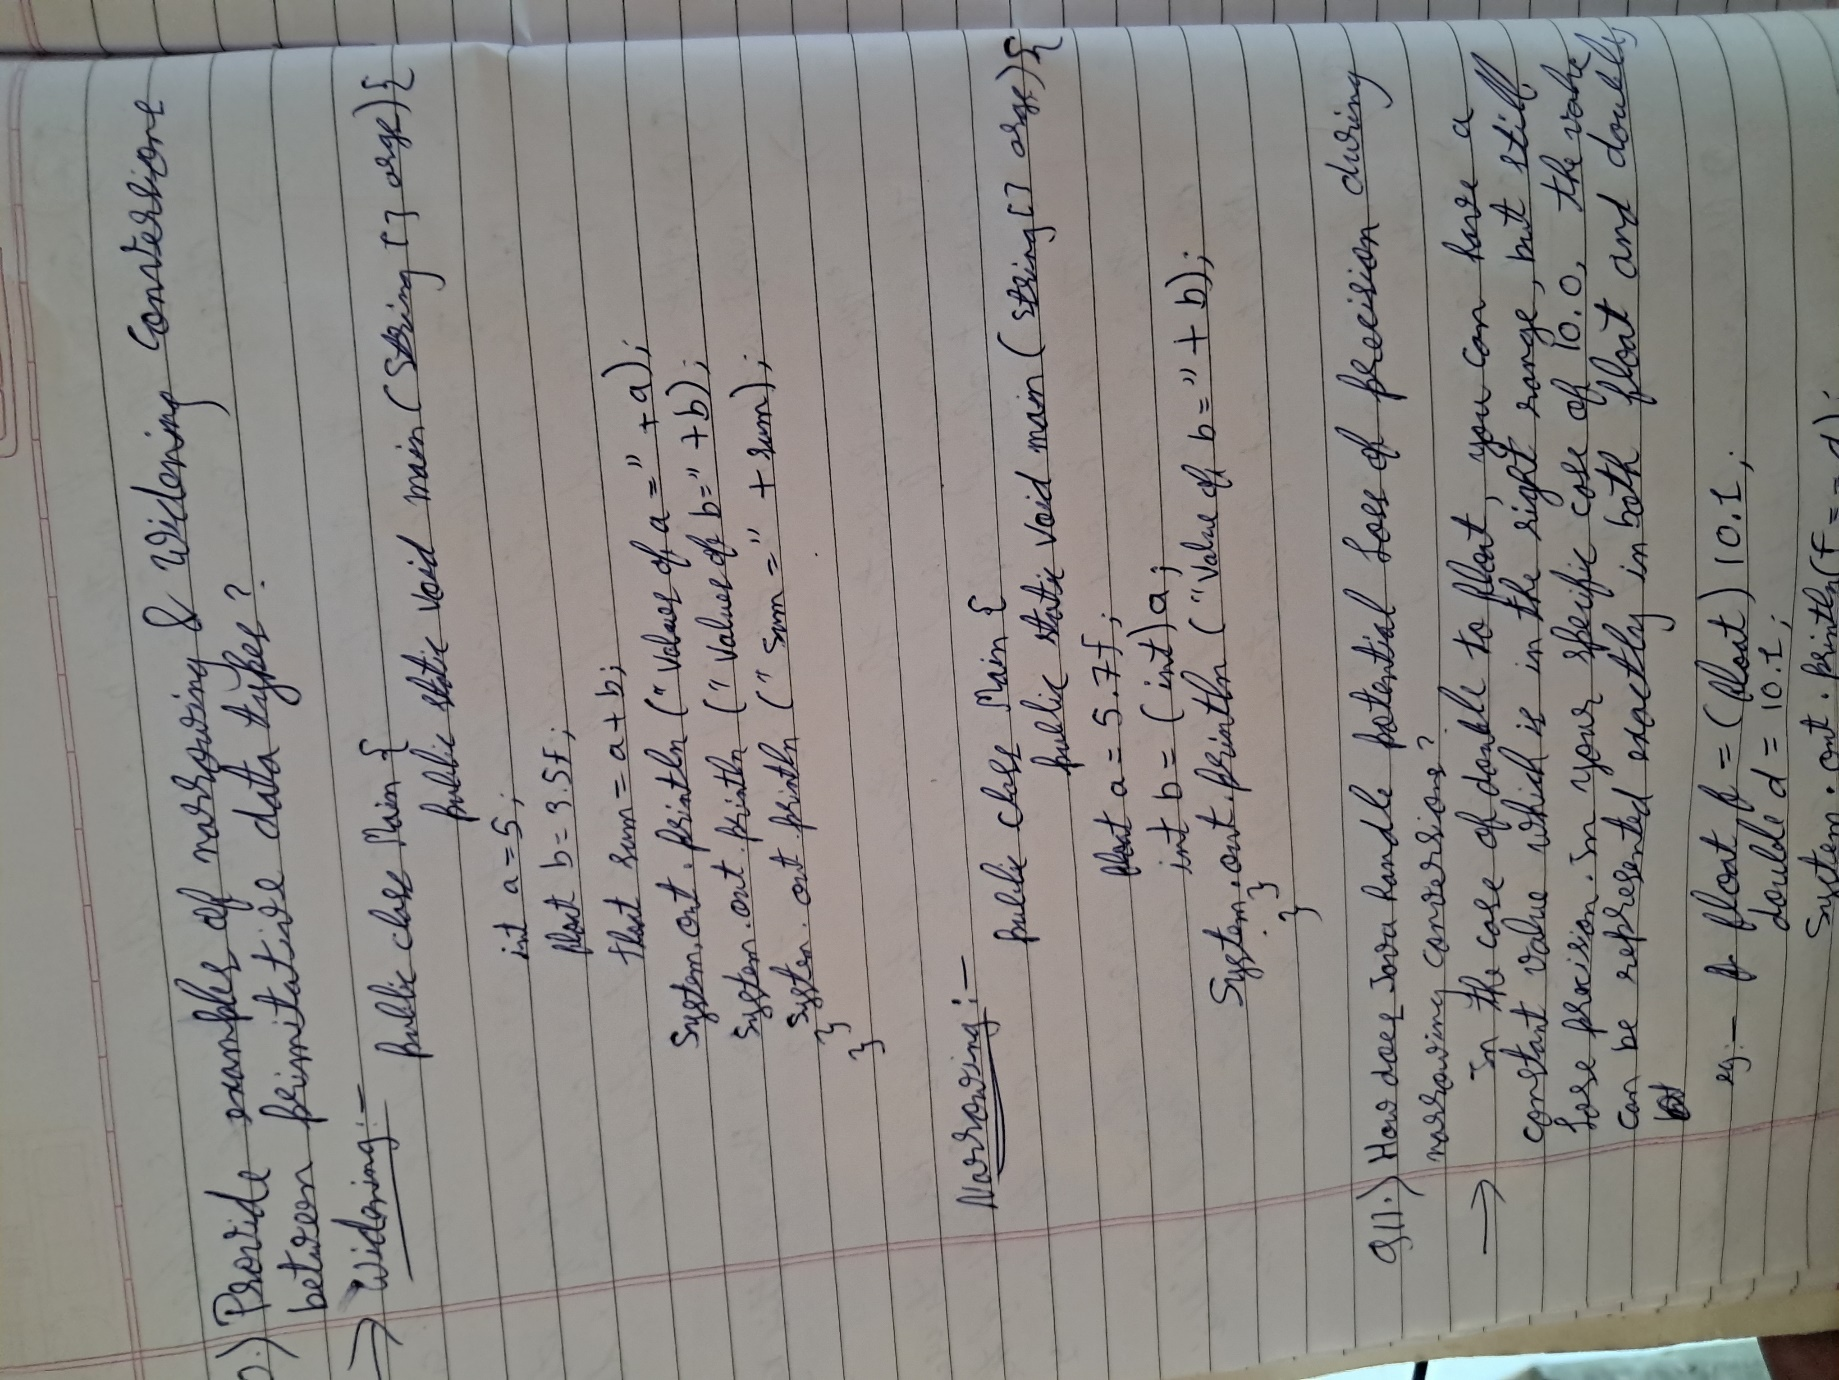 .) Provide examples of narrowing & Widening Conversions
between primitative data types?
→ Widening:-
public class Main {
public static void main (String [] args) {
int a = 5;
float b = 3.5f;
float sum = a + b;
System.out.println ("Values of a =" + a);
System.out.println ("Values of b =" + b);
System.out println ("Sum =" + sum);
}
}
Narrowing:-
public class Main {
public static void main (string [] args) {
float a = 5.7f;
int b = (int) a;
System.out.println ("Value of b =" + b);
}
}
Q11.) How does Java handle potential loss of precision during
narrowing conversions?
→ In the case of double to float, you can have a
constant value which is in the right range, but still
lose precision. In your specific case of 10.0, the value
can be represented exactly in both float and double,
eg:- float f = (float) 10.1;
double d = 10.1;
System.out.println(f == d);